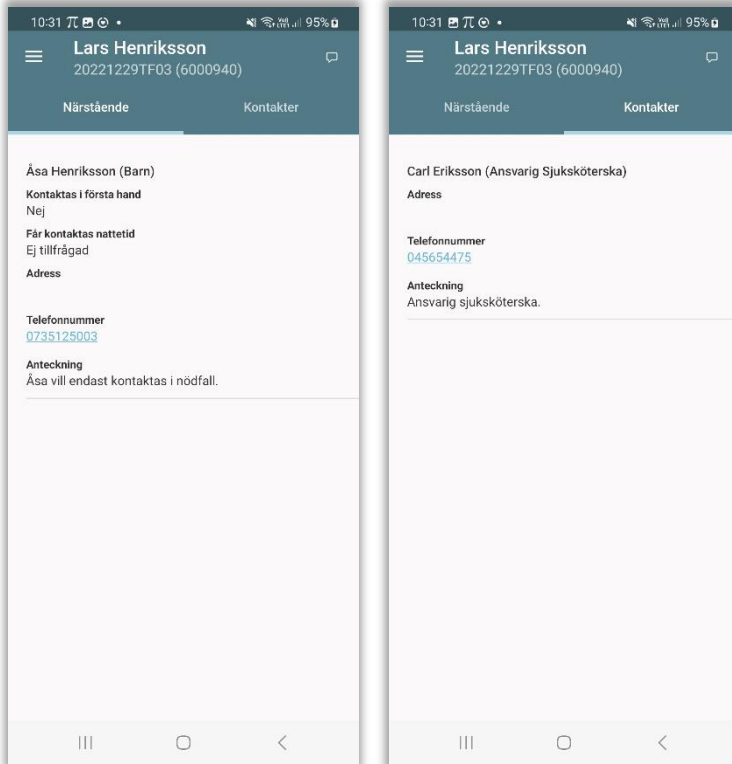 10:31
95%
Lars Henriksson
20221229TF03 (6000940)
Närstående Kontakter
Åsa Henriksson (Barn)
Kontaktas i första hand
Nej
Får kontaktas nattetid
Ej tillfrågad
Adress
Telefonnummer
0735125003
Anteckning
Åsa vill endast kontaktas i nödfall.
10:31
95%
Lars Henriksson
20221229TF03 (6000940)
Närstående Kontakter
Carl Eriksson (Ansvarig Sjuksköterska)
Adress
Telefonnummer
045654475
Anteckning
Ansvarig sjuksköterska.